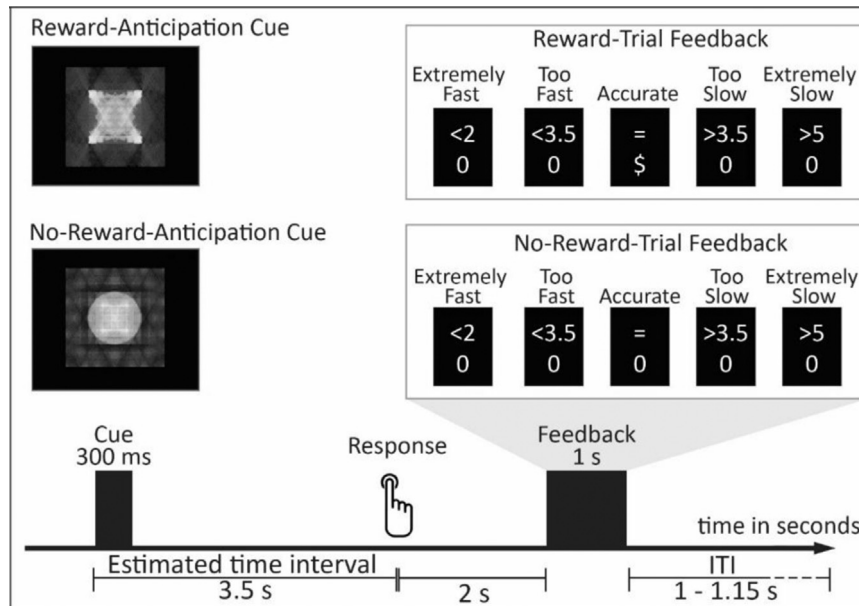 Reward-Anticipation Cue
Reward-Trial Feedback
Extremely Fast
Too Fast
Accurate
Too Slow
Extremely Slow
<2
0
<3.5
0
=
$
>3.5
0
>5
0
No-Reward-Anticipation Cue
No-Reward-Trial Feedback
Extremely Fast
Too Fast
Accurate
Too Slow
Extremely Slow
<2
0
<3.5
0
=
0
>3.5
0
>5
0
Cue
300 ms
Response
Feedback
1 s
time in seconds
Estimated time interval
3.5 s
2 s
ITI
1 - 1.15 s